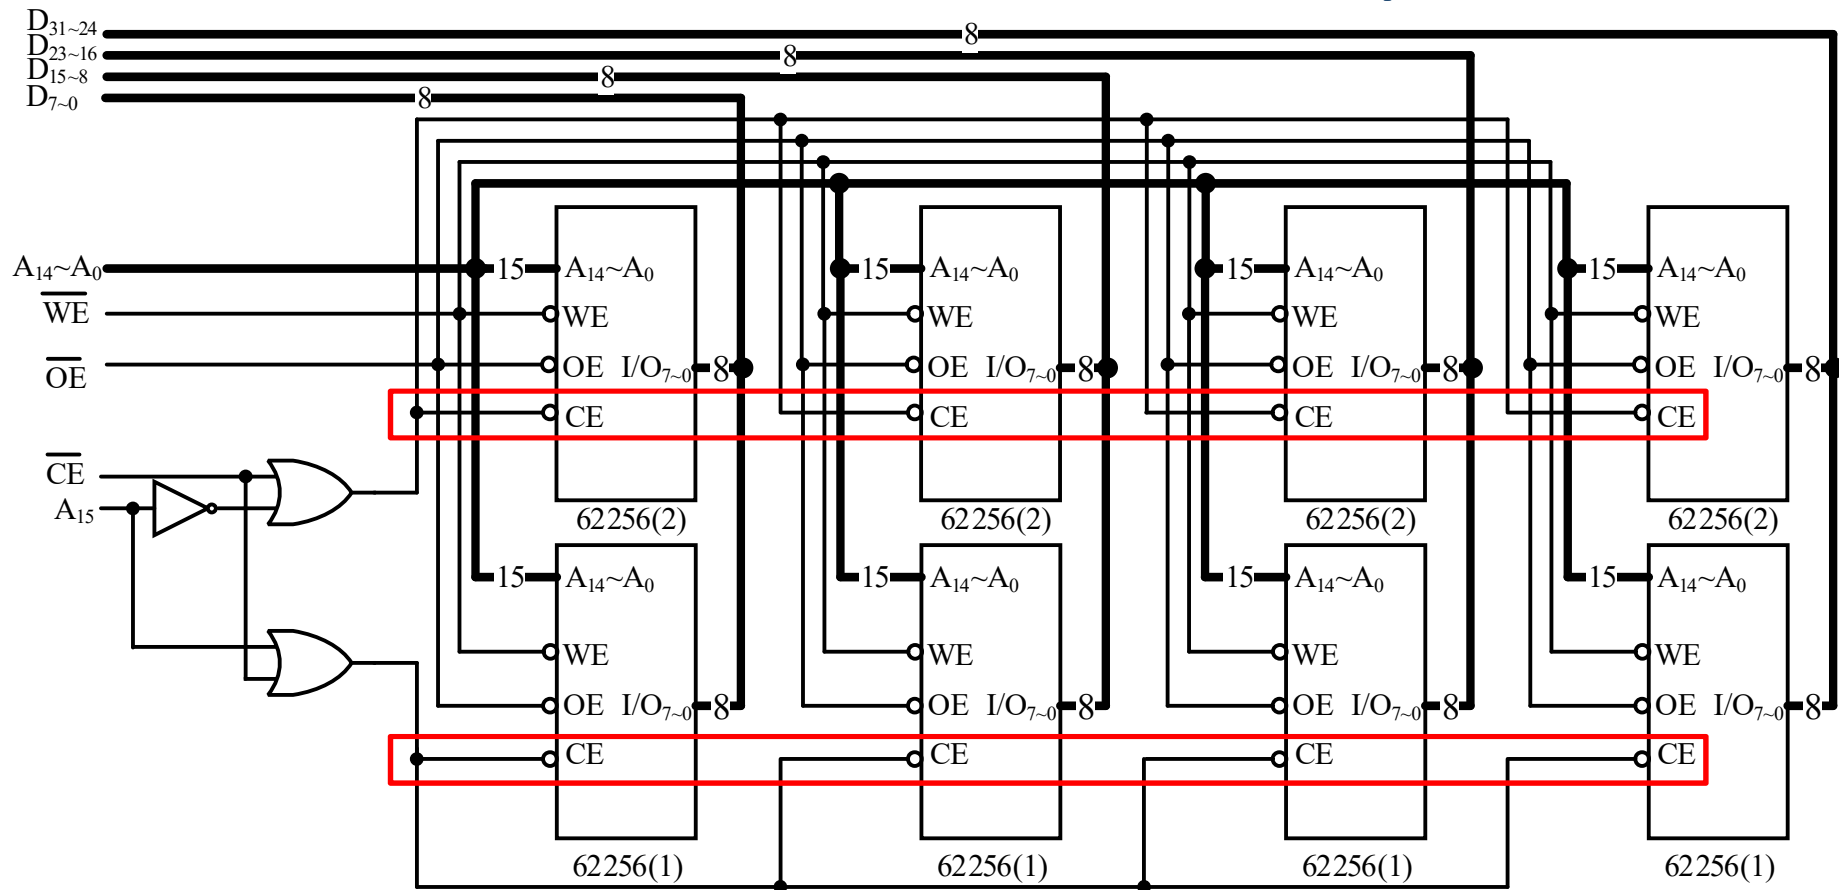 D31~24
8
D23~16
8
D15~8
8
D7~0
8
A14~A0 15 A14~A0 15 A14~A0 15 A14~A0 15 A14~A0
W̅E̅ WE WE WE WE
O̅E̅ OE I/O7~0 8 OE I/O7~0 8 OE I/O7~0 8 OE I/O7~0 8
CE CE CE CE
C̅E̅
A15
62256(2) 62256(2) 62256(2) 62256(2)
15 A14~A0 15 A14~A0 15 A14~A0 15 A14~A0
WE WE WE WE
OE I/O7~0 8 OE I/O7~0 8 OE I/O7~0 8 OE I/O7~0 8
CE CE CE CE
62256(1) 62256(1) 62256(1) 62256(1)